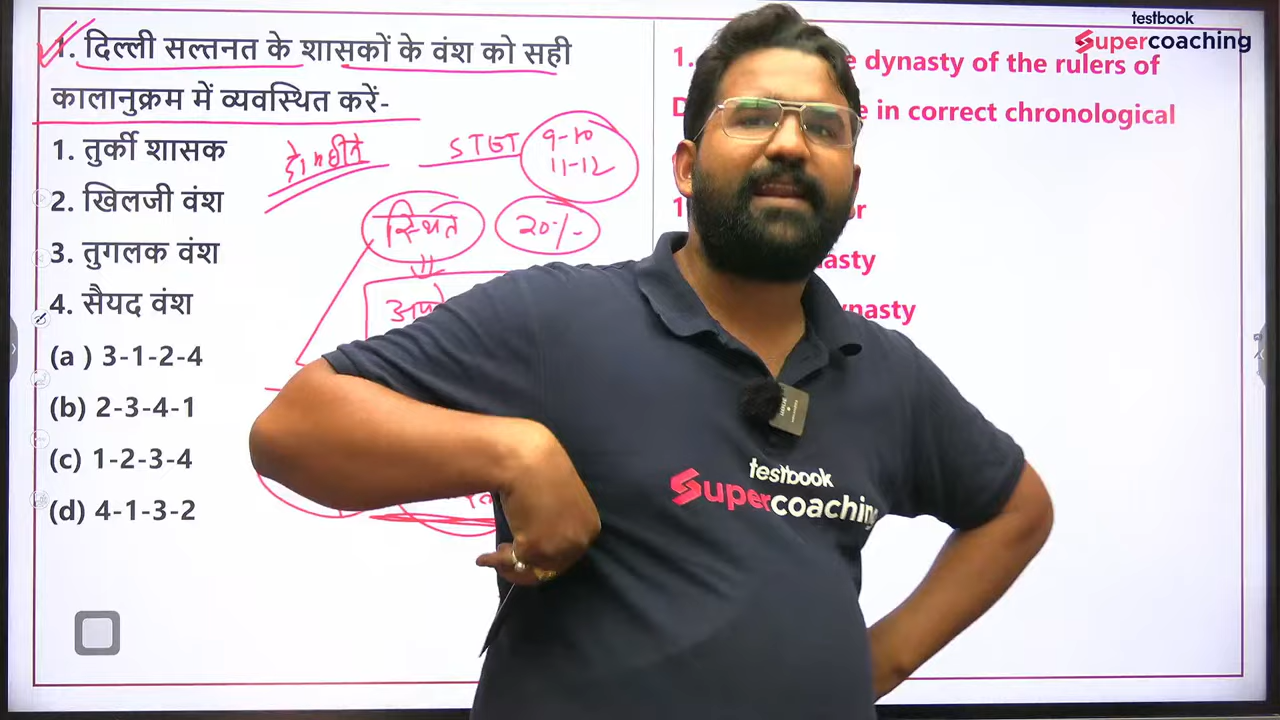 testbook
Supercoaching
1. दिल्ली सल्तनत के शासकों के वंश को सही
कालानुक्रम में व्यवस्थित करें-
1. तुर्की शासक
2. खिलजी वंश
3. तुगलक वंश
4. सैयद वंश
(a ) 3-1-2-4
(b) 2-3-4-1
(c) 1-2-3-4
(d) 4-1-3-2
STET
9-10
11-12
स्थित
20/-
1.
dynasty of the rulers of
in correct chronological
testbook
Supercoaching